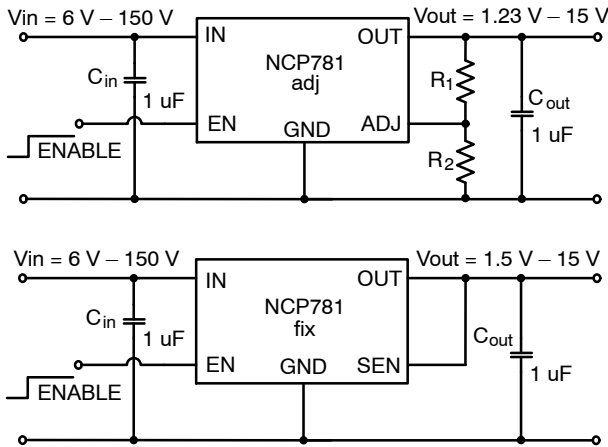 Vin = 6 V – 150 V
Vout = 1.23 V – 15 V
IN
OUT
NCP781
adj
Cin
1 uF
R1
Cout
1 uF
EN
GND
ADJ
ENABLE
R2
Vin = 6 V – 150 V
Vout = 1.5 V – 15 V
IN
OUT
NCP781
fix
Cin
1 uF
Cout
1 uF
EN
GND
SEN
ENABLE